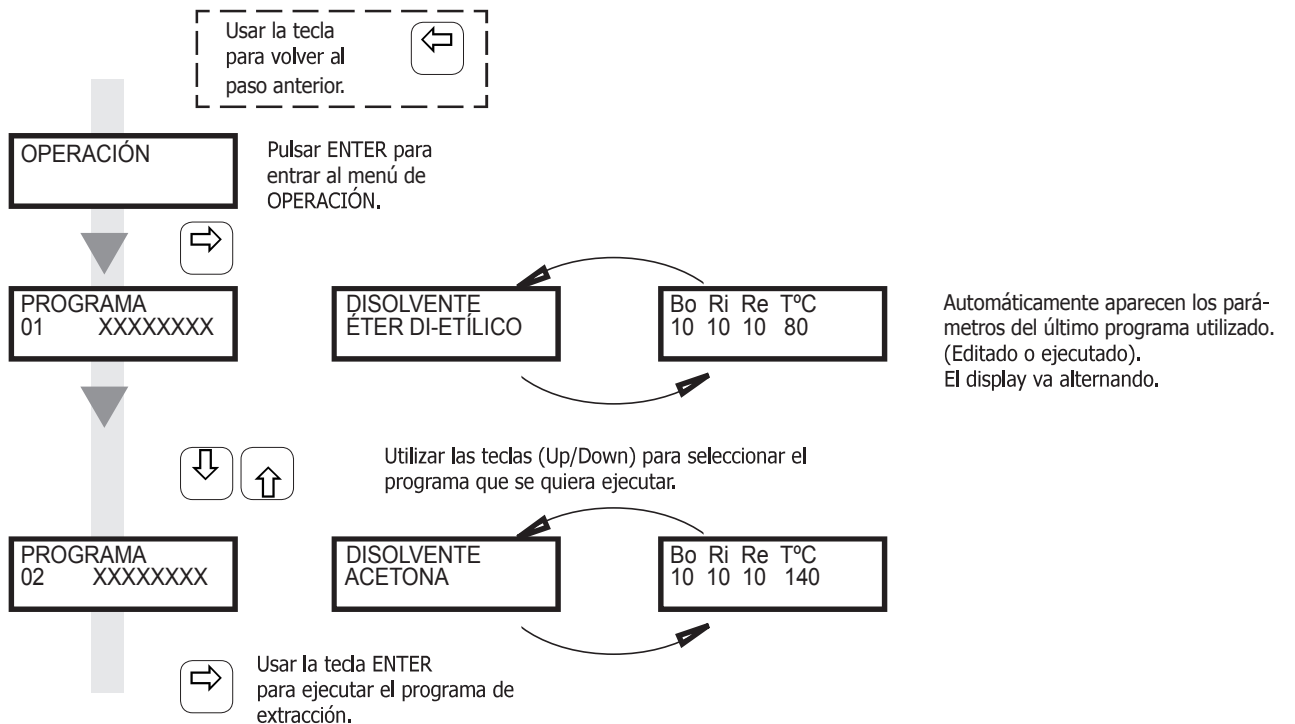 Usar la tecla
para volver al
paso anterior.
OPERACIÓN
Pulsar ENTER para
entrar al menú de
OPERACIÓN.
PROGRAMA
01 XXXXXXXX
DISOLVENTE
ÉTER DI-ETÍLICO
Bo Ri Re TºC
10 10 10 80
Automáticamente aparecen los pará-
metros del último programa utilizado.
(Editado o ejecutado).
El display va alternando.
Utilizar las teclas (Up/Down) para seleccionar el
programa que se quiera ejecutar.
PROGRAMA
02 XXXXXXXX
DISOLVENTE
ACETONA
Bo Ri Re TºC
10 10 10 140
Usar la tecla ENTER
para ejecutar el programa de
extracción.